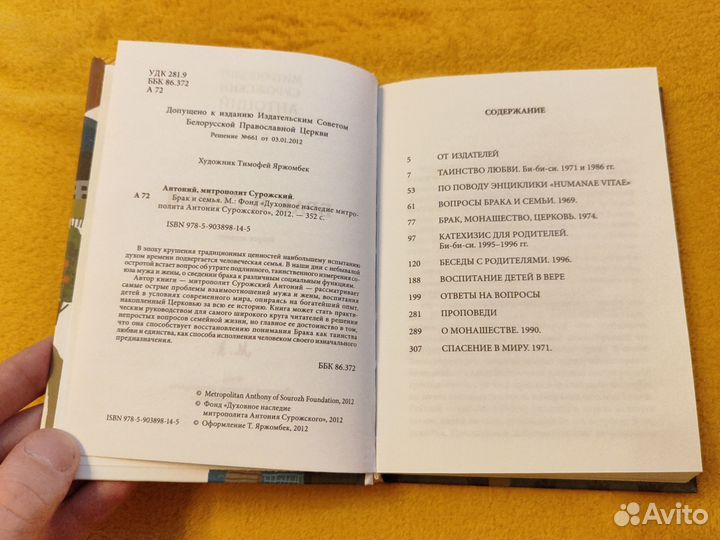 УДК 281.9
ББК 86.372
А 72
Допущено к изданию Издательским Советом
Белорусской Православной Церкви
Решение №661 от 03.01.2012
Художник Тимофей Яржомбек
Антоний, митрополит Сурожский.
А 72 Брак и семья. М.: Фонд «Духовное наследие митро-
полита Антония Сурожского», 2012. — 352 с.
ISBN 978-5-903898-14-5
В эпоху крушения традиционных ценностей наибольшему испытанию
духом времени подвергается человеческая семья. В наши дни с небывалой
остротой встает вопрос об утрате подлинного, таинственного измерения со-
юза мужа и жены, о сведении брака к различным социальным функциям.
Автор книги — митрополит Сурожский Антоний — рассматривает
самые острые проблемы взаимоотношений мужа и жены, воспитания
детей в условиях современного мира, опираясь на богатейший опыт,
накопленный Церковью за всю ее историю. Книга может стать практи-
ческим руководством для самого широкого круга читателей в решении
непростых вопросов семейной жизни, но главное ее достоинство в том,
что она способствует восстановлению понимания Брака как таинства
любви и единства, как способа исполнения человеком своего изначального
предназначения.
ББК 86.372
© Metropolitan Anthony of Sourozh Foundation, 2012
© Фонд «Духовное наследие
митрополита Антония Сурожского», 2012
ISBN 978-5-903898-14-5 © Оформление Т. Яржомбек, 2012
СОДЕРЖАНИЕ
5 ОТ ИЗДАТЕЛЕЙ
7 ТАИНСТВО ЛЮБВИ. Би-би-си. 1971 и 1986 гг.
53 ПО ПОВОДУ ЭНЦИКЛИКИ «HUMANAE VITAE»
61 ВОПРОСЫ БРАКА И СЕМЬИ. 1969.
77 БРАК, МОНАШЕСТВО, ЦЕРКОВЬ. 1974.
97 КАТЕХИЗИС ДЛЯ РОДИТЕЛЕЙ.
Би-би-си. 1995–1996 гг.
120 БЕСЕДЫ С РОДИТЕЛЯМИ. 1996.
188 ВОСПИТАНИЕ ДЕТЕЙ В ВЕРЕ
199 ОТВЕТЫ НА ВОПРОСЫ
281 ПРОПОВЕДИ
289 О МОНАШЕСТВЕ. 1990.
307 СПАСЕНИЕ В МИРУ. 1971.
Avito